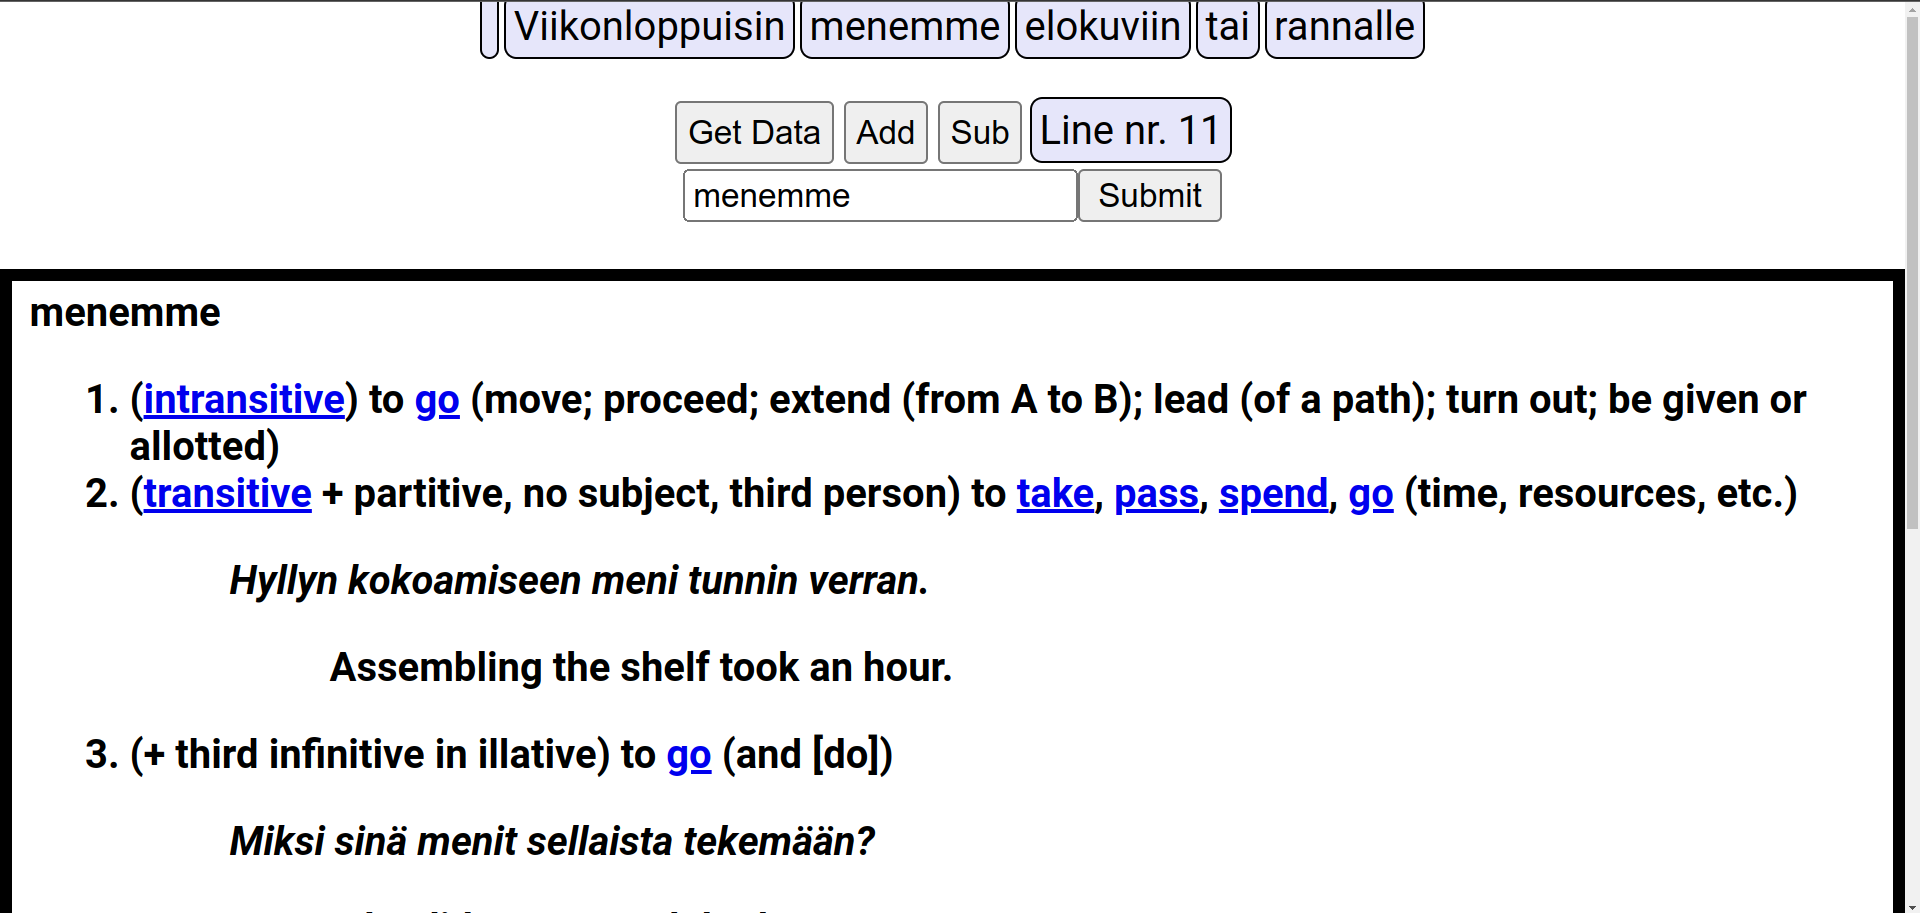 Viikonloppuisin menemme elokuviin tai rannalle
Get Data Add Sub Line nr. 11
menemme Submit
menemme
1. (intransitive) to go (move; proceed; extend (from A to B); lead (of a path); turn out; be given or
allotted)
2. (transitive + partitive, no subject, third person) to take, pass, spend, go (time, resources, etc.)
Hyllyn kokoamiseen meni tunnin verran.
Assembling the shelf took an hour.
3. (+ third infinitive in illative) to go (and [do])
Miksi sinä menit sellaista tekemään?